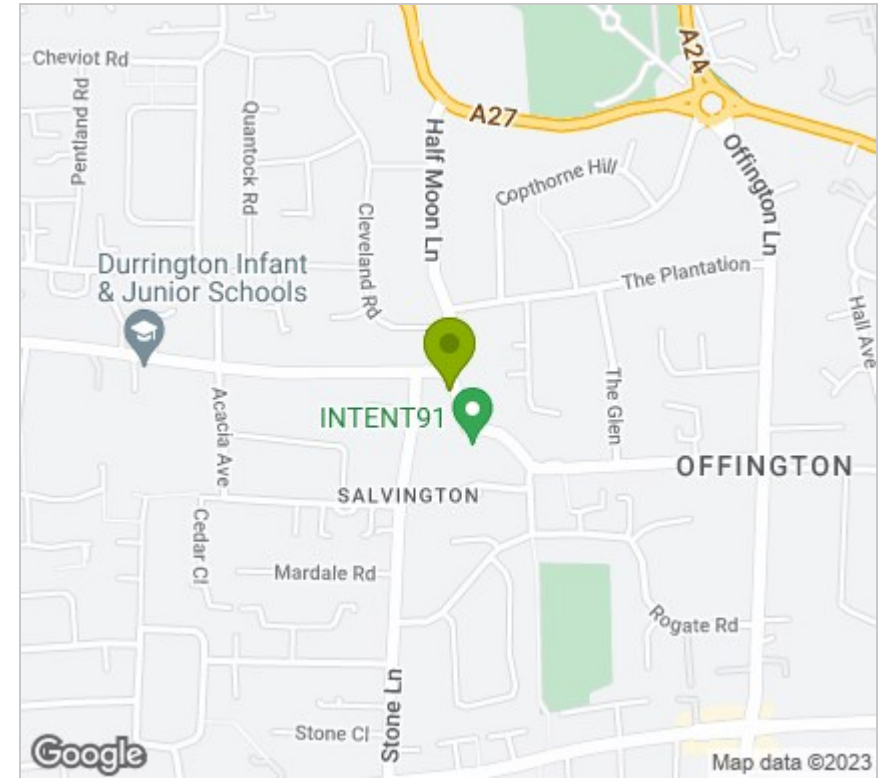 Cheviot Rd
A24
Pentland Rd
Quantock Rd
Half Moon Ln
A27
Offington Ln
Copthorne Hill
Cleveland Rd
Durrington Infant
& Junior Schools
The Plantation
Hall Ave
The Glen
Acacia Ave
INTENT91
OFFINGTON
SALVINGTON
Cedar Cl
Mardale Rd
Rogate Rd
Stone Ln
Stone Cl
Google
Map data ©2023